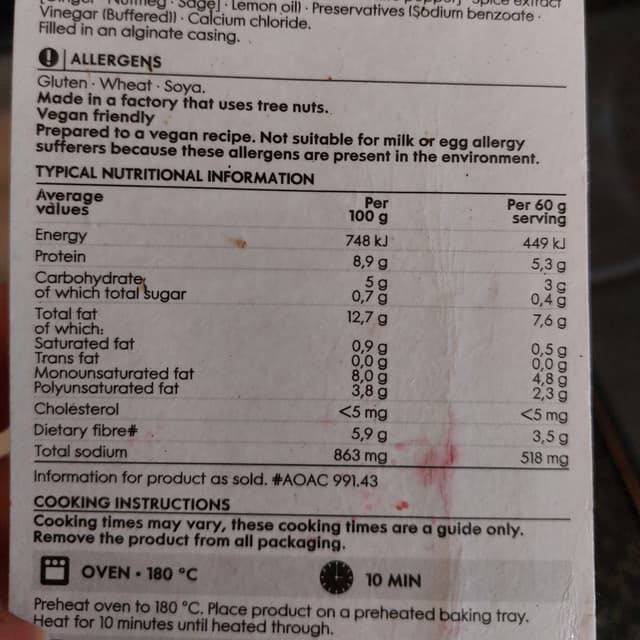 Sage] · Lemon oil)] · Preservatives (Sodium benzoate ·
Vinegar (Buffered)) · Calcium chloride.
Filled in an alginate casing.
ALLERGENS
Gluten · Wheat · Soya.
Made in a factory that uses tree nuts.
Vegan friendly
Prepared to a vegan recipe. Not suitable for milk or egg allergy
sufferers because these allergens are present in the environment.
TYPICAL NUTRITIONAL INFORMATION
Average values Per 100 g Per 60 g serving
Energy 748 kJ 449 kJ
Protein 8,9 g 5,3 g
Carbohydrate 5 g 3 g
of which total sugar 0,7 g 0,4 g
Total fat 12,7 g 7,6 g
of which:
Saturated fat 0,9 g 0,5 g
Trans fat 0,0 g 0,0 g
Monounsaturated fat 8,0 g 4,8 g
Polyunsaturated fat 3,8 g 2,3 g
Cholesterol <5 mg <5 mg
Dietary fibre# 5,9 g 3,5 g
Total sodium 863 mg 518 mg
Information for product as sold. #AOAC 991.43
COOKING INSTRUCTIONS
Cooking times may vary, these cooking times are a guide only.
Remove the product from all packaging.
OVEN • 180 °C 10 MIN
Preheat oven to 180 °C. Place product on a preheated baking tray.
Heat for 10 minutes until heated through.